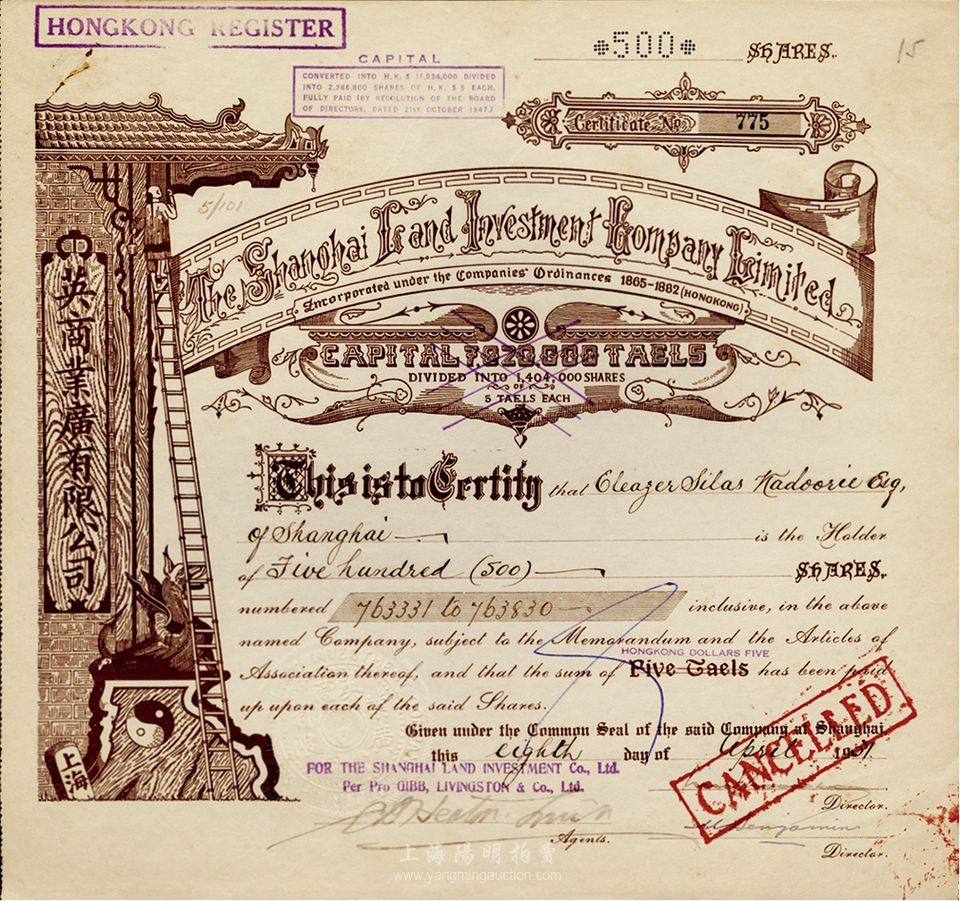 HONGKONG REGISTER
500 SHARES.
15
CAPITAL
CONVERTED INTO H.K.$ 11,934,000 DIVIDED
INTO 2,386,800 SHARES OF H.K.$5 EACH,
FULLY PAID (BY RESOLUTION OF THE BOARD
OF DIRECTORS, DATED 21ST OCTOBER 1947.)
Certificate No. 775
5/101
The Shanghai Land Investment Company Limited.
Incorporated under the Companies' Ordinances 1865-1882 (HONGKONG)
CAPITAL 7,020,000 TAELS
DIVIDED INTO 1,404,000 SHARES
OF
5 TAELS EACH
英商業廣有限公司
This is to Certify that Eleazer Silas Kadoorie Esq,
of Shanghai is the Holder
of Five hundred (500) SHARES.
numbered 763331 to 763830 inclusive, in the above
named Company, subject to the Memorandum and the Articles of
HONGKONG DOLLARS FIVE
Association thereof, and that the sum of Five Taels has been paid
up upon each of the said Shares.
Given under the Common Seal of the said Company at Shanghai,
this eighth day of April 1931
CANCELLED
FOR THE SHANGHAI LAND INVESTMENT Co., Ltd.
Per Pro GIBB, LIVINGSTON & Co., Ltd.
上海
Director.
Benjamin
Agents.
Director.
上海陽明拍賣
www.yangmingauction.com